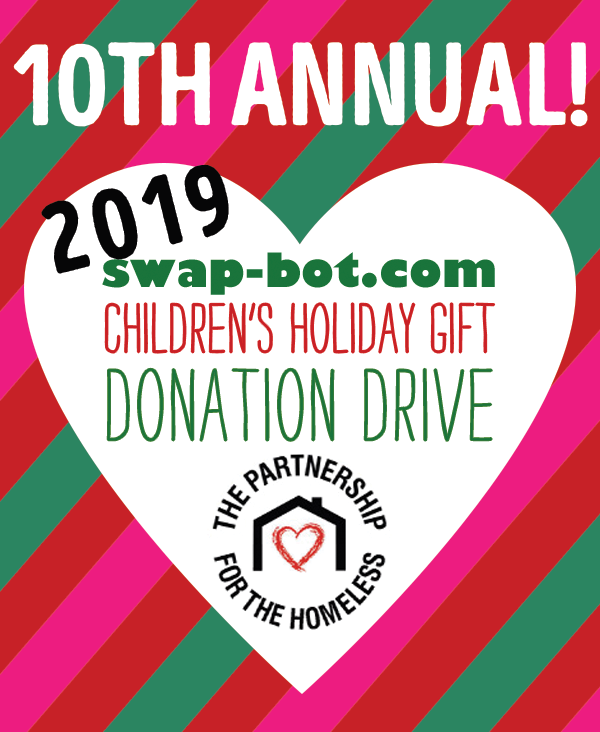 10TH ANNUAL!
2019
swap-bot.com
CHILDREN'S HOLIDAY GIFT
DONATION DRIVE
THE PARTNERSHIP
FOR THE HOMELESS